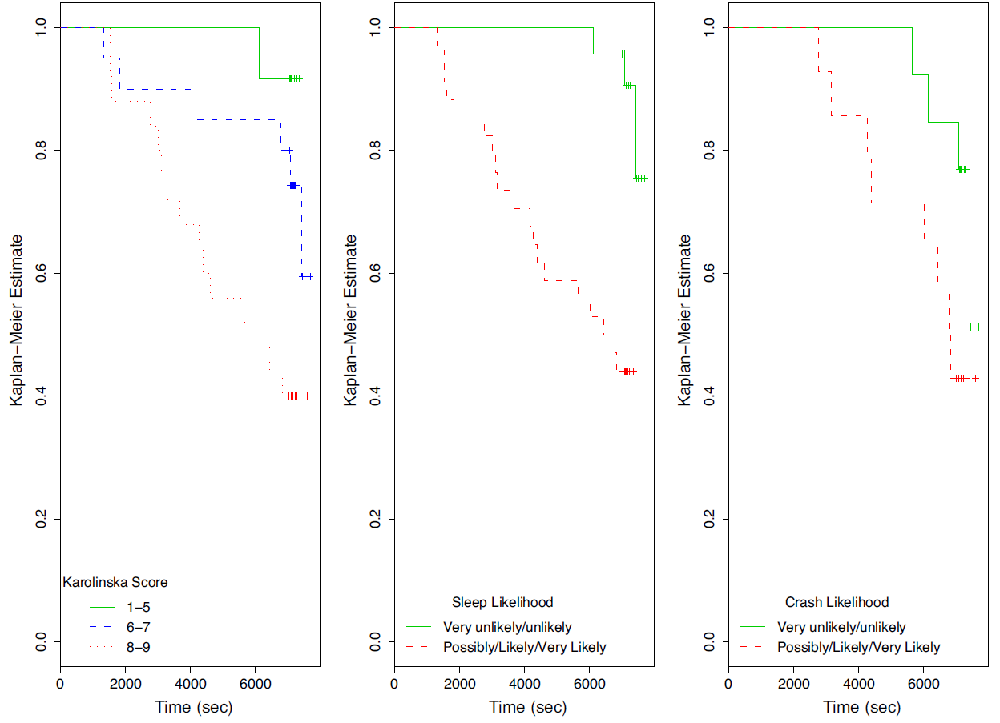 Kaplan−Meier Estimate
1.0
0.8
0.6
0.4
0.2
0.0
Karolinska Score
1−5
6−7
8−9
0 2000 4000 6000
Time (sec)
Kaplan−Meier Estimate
1.0
0.8
0.6
0.4
0.2
0.0
Sleep Likelihood
Very unlikely/unlikely
Possibly/Likely/Very Likely
0 2000 4000 6000
Time (sec)
Kaplan−Meier Estimate
1.0
0.8
0.6
0.4
0.2
0.0
Crash Likelihood
Very unlikely/unlikely
Possibly/Likely/Very Likely
0 2000 4000 6000
Time (sec)